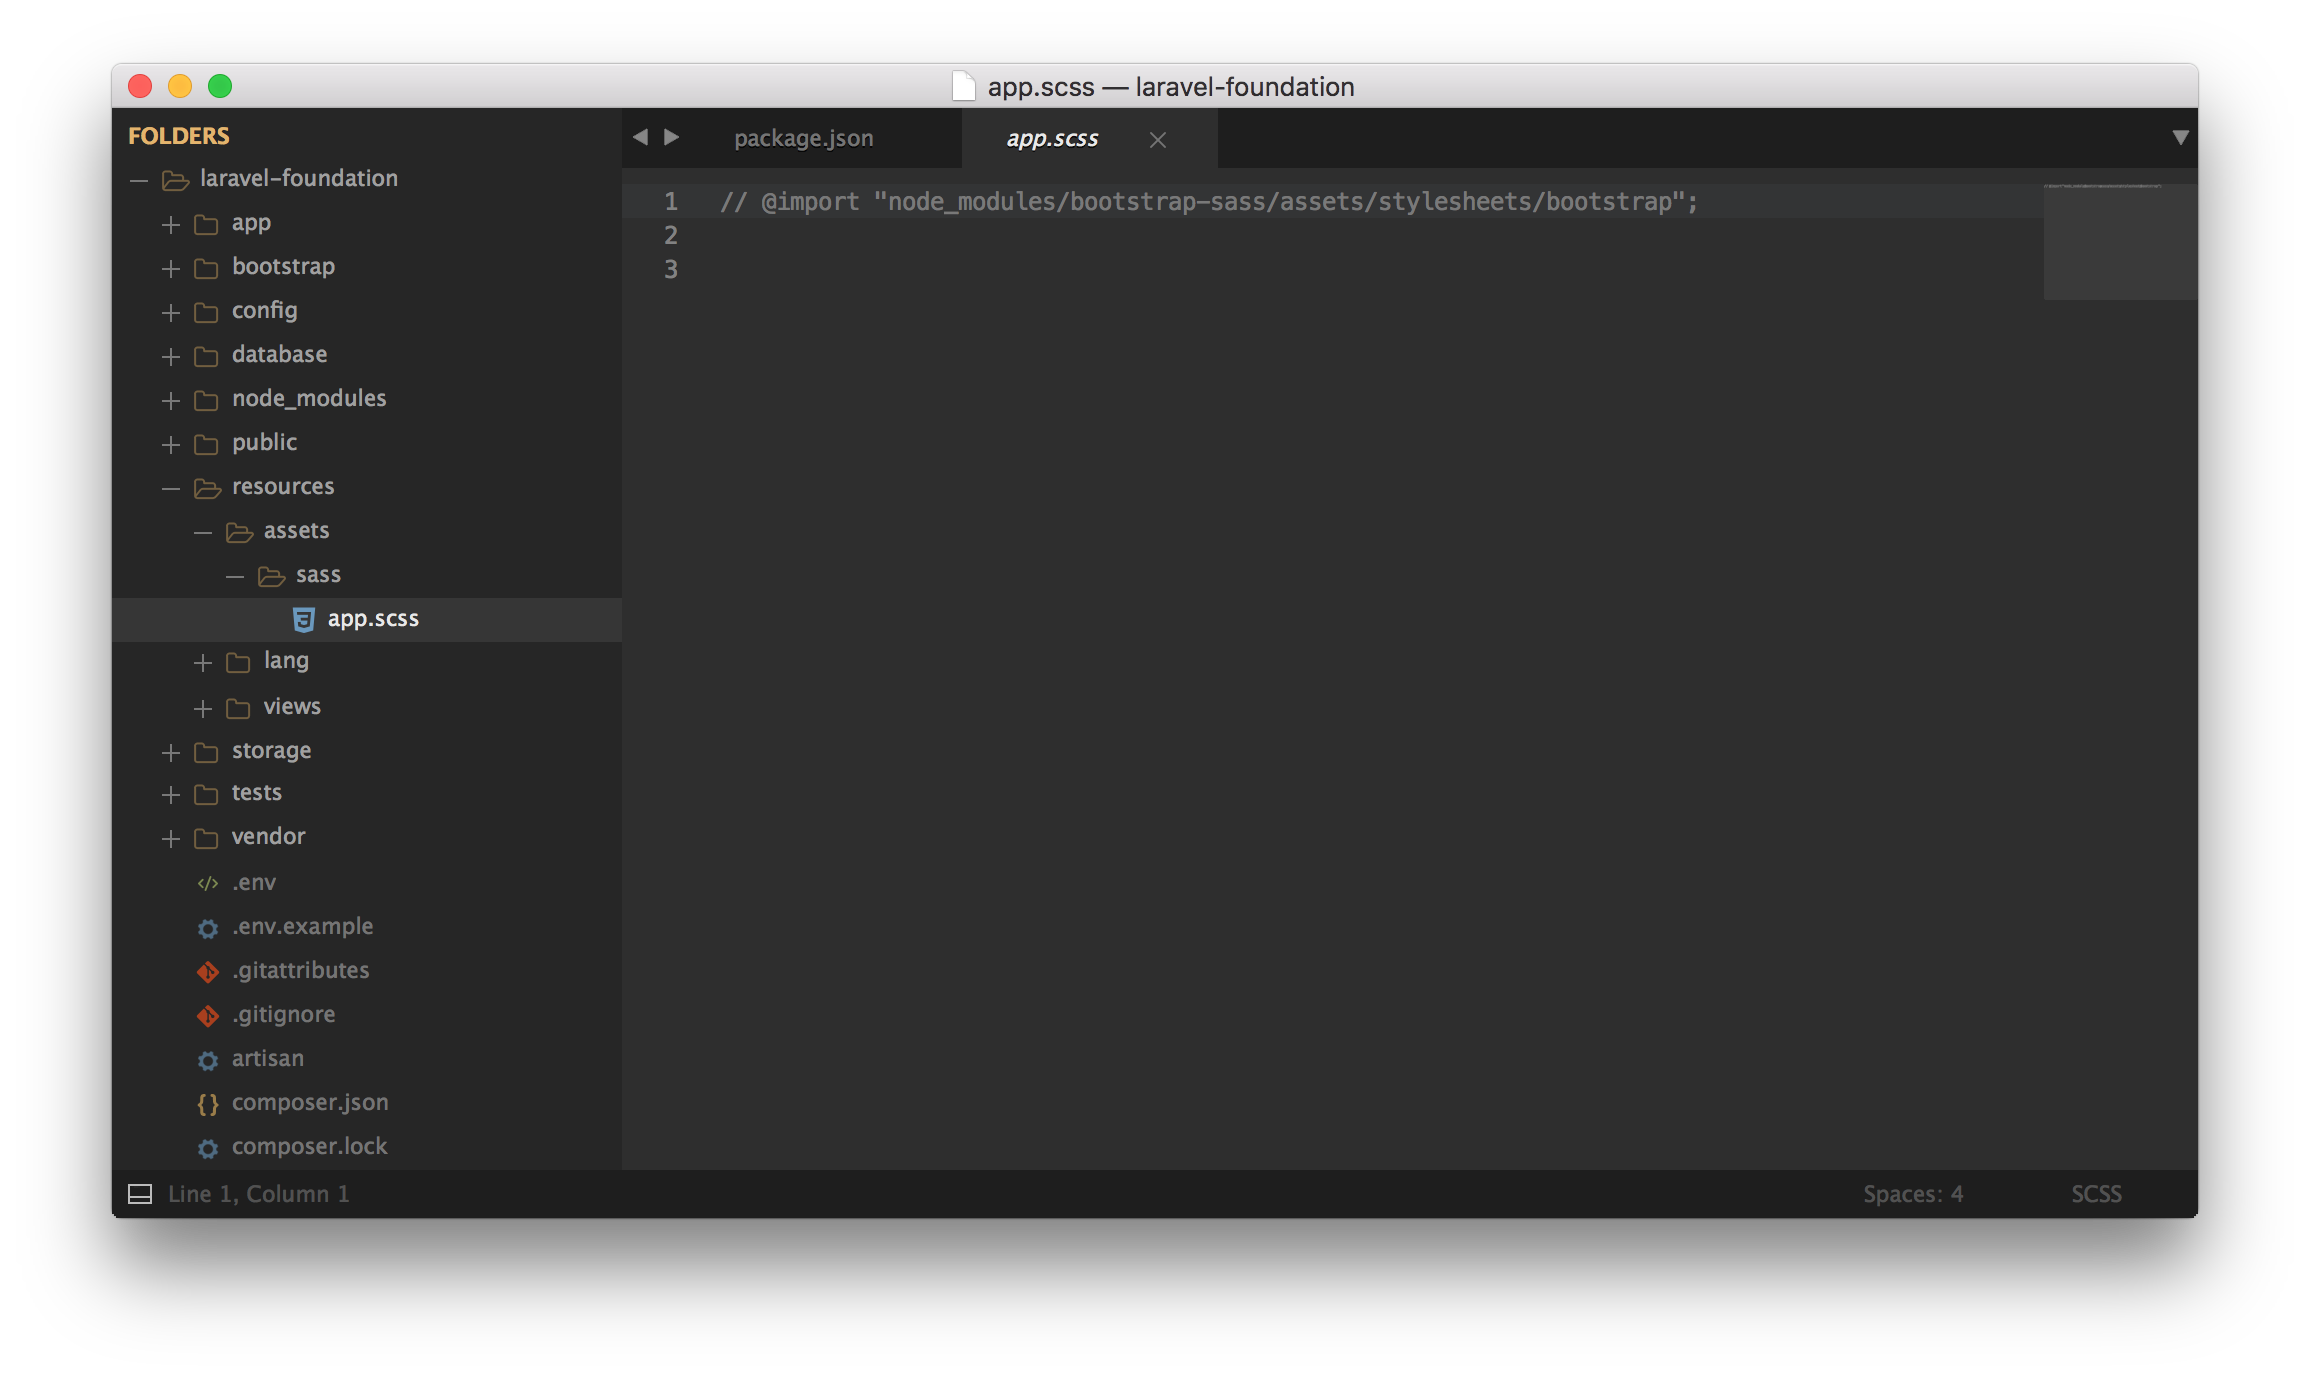 app.scss — laravel-foundation
FOLDERS
laravel-foundation
app
bootstrap
config
database
node_modules
public
resources
assets
sass
app.scss
lang
views
storage
tests
vendor
.env
.env.example
.gitattributes
.gitignore
artisan
composer.json
composer.lock
package.json
app.scss
1 // @import "node_modules/bootstrap-sass/assets/stylesheets/bootstrap";
2
3
Line 1, Column 1
Spaces: 4
SCSS